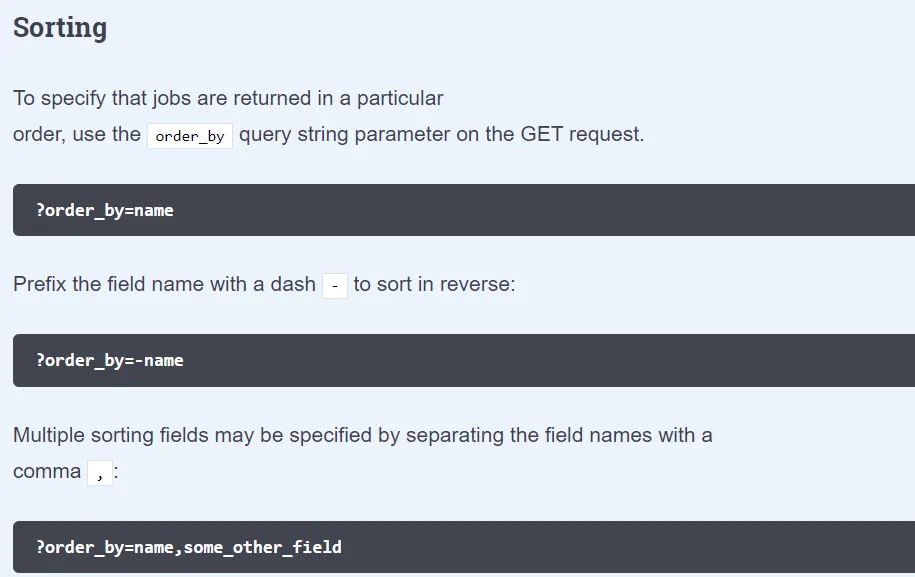 Sorting
To specify that jobs are returned in a particular
order, use the order_by query string parameter on the GET request.
?order_by=name
Prefix the field name with a dash - to sort in reverse:
?order_by=-name
Multiple sorting fields may be specified by separating the field names with a
comma , :
?order_by=name,some_other_field